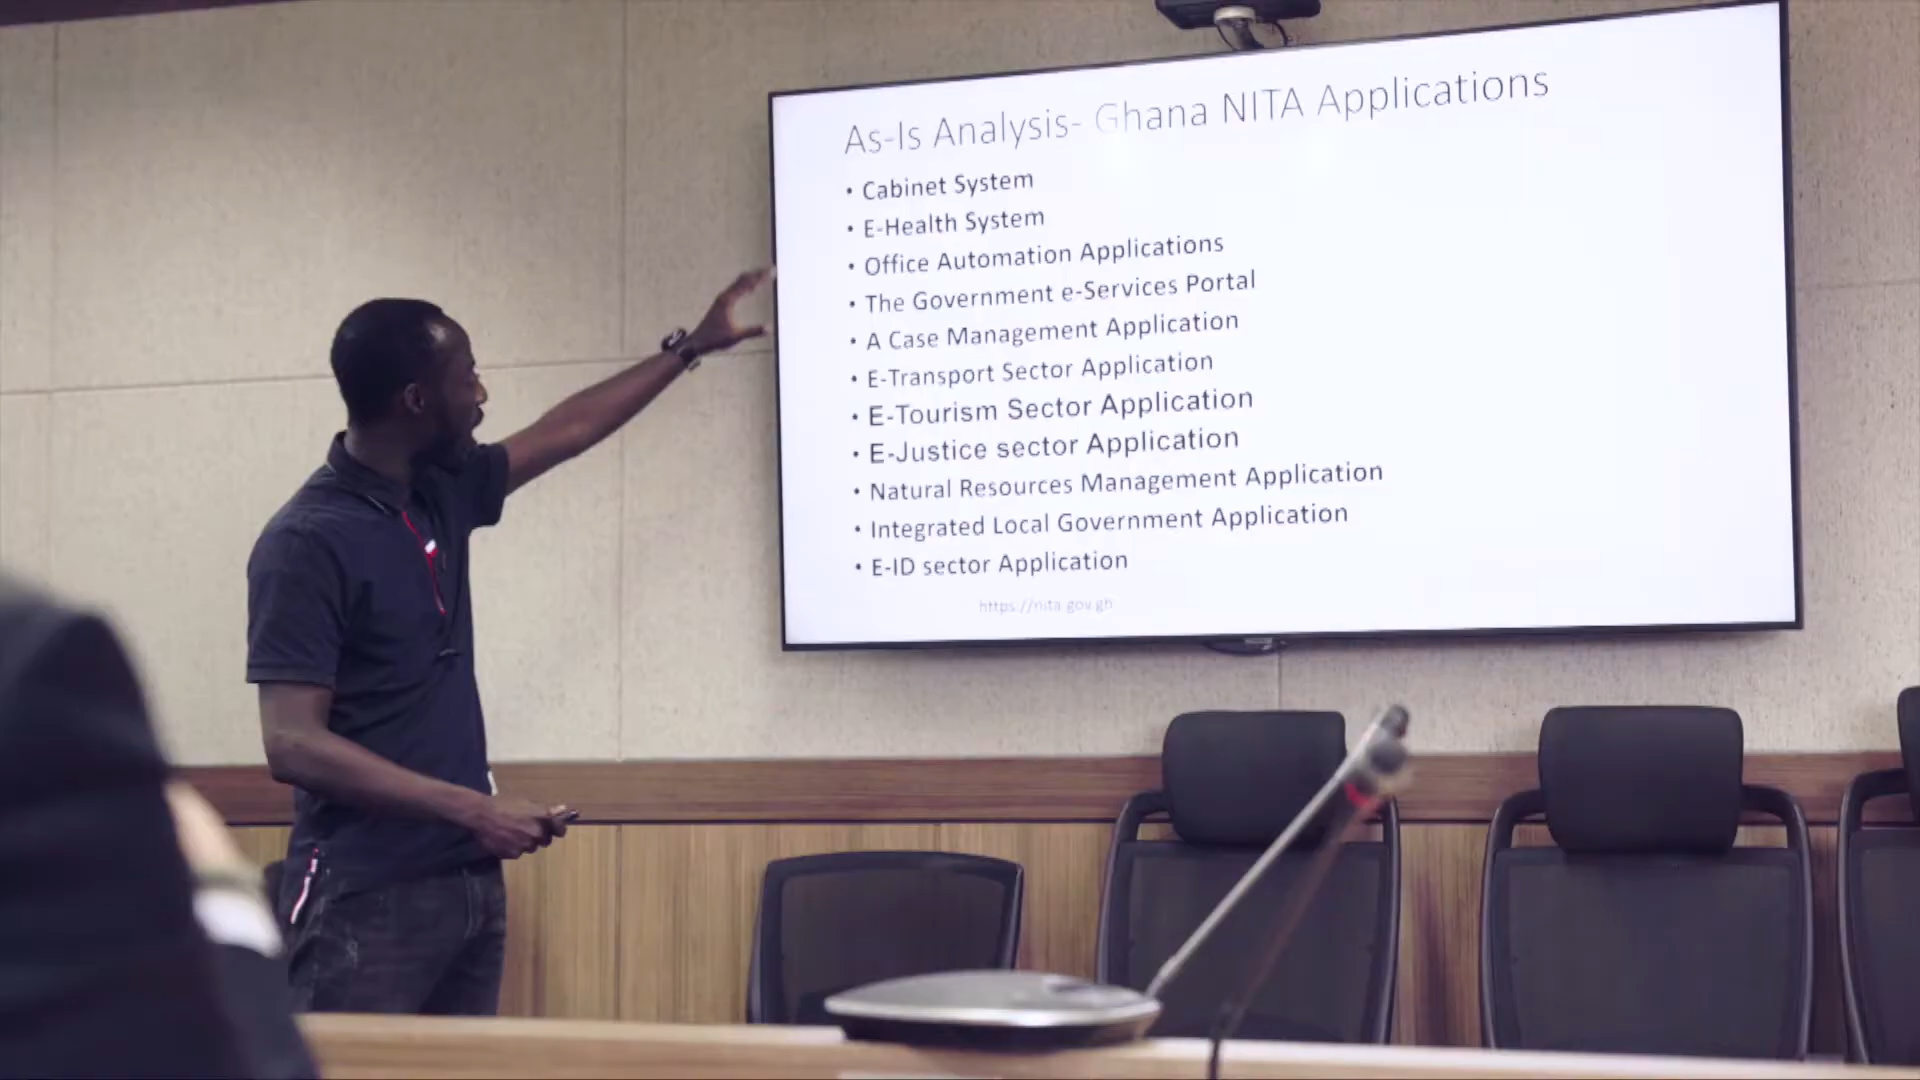 As-Is Analysis- Ghana NITA Applications
• Cabinet System
• E-Health System
• Office Automation Applications
• The Government e-Services Portal
• A Case Management Application
• E-Transport Sector Application
• E-Tourism Sector Application
• E-Justice sector Application
• Natural Resources Management Application
• Integrated Local Government Application
• E-ID sector Application
https://nita.gov.gh